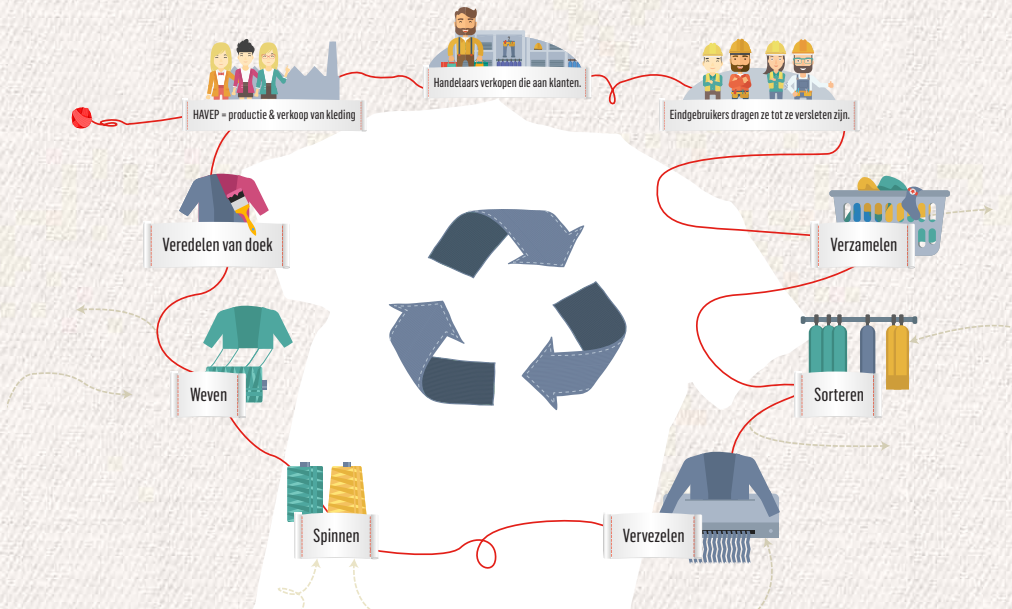 HAVEP = productie & verkoop van kleding
Handelaars verkopen die aan klanten.
Eindgebruikers dragen ze tot ze versleten zijn.
Verzamelen
Sorteren
Vervezelen
Spinnen
Weven
Veredelen van doek